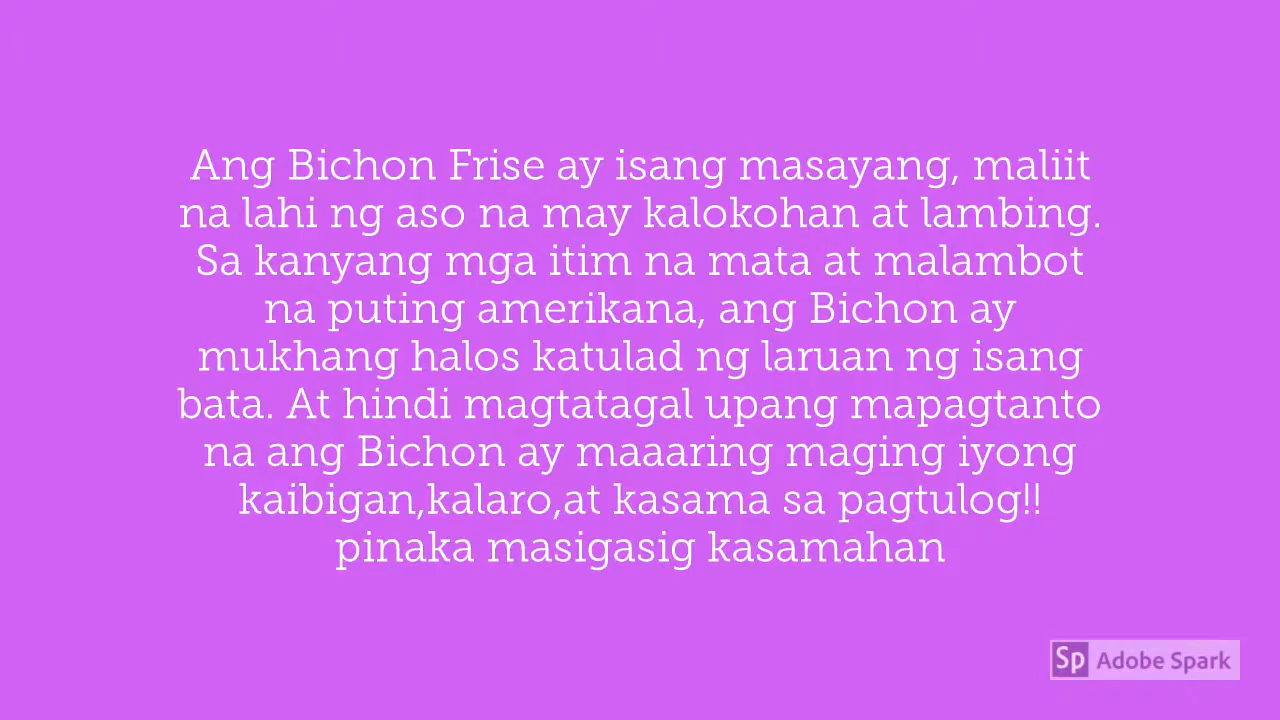 Ang Bichon Frise ay isang masayang, maliit
na lahi ng aso na may kalokohan at lambing.
Sa kanyang mga itim na mata at malambot
na puting amerikana, ang Bichon ay
mukhang halos katulad ng laruan ng isang
bata. At hindi magtatagal upang mapagtanto
na ang Bichon ay maaaring maging iyong
kaibigan,kalaro,at kasama sa pagtulog!!
pinaka masigasig kasamahan
Sp Adobe Spark